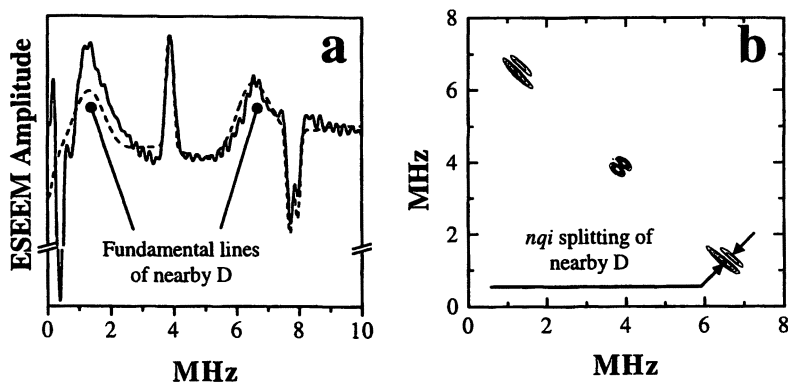 a
ESEEM Amplitude
Fundamental lines
of nearby D
0 2 4 6 8 10
MHz
b
8
6
4
2
0
MHz
nqi splitting of
nearby D
0 2 4 6 8
MHz